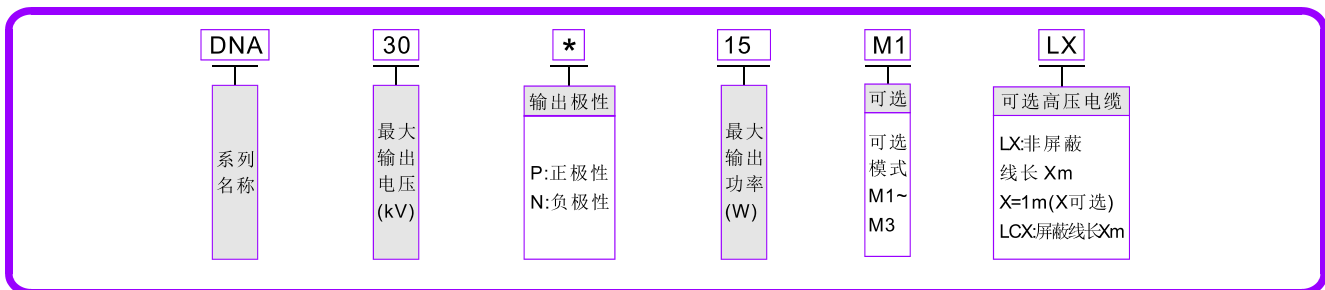 DNA 30 * 15 M1 LX
系列
名称
最大
输出
电压
(kV)
输出极性
P:正极性
N:负极性
最大
输出
功率
(W)
可选
可选
模式
M1~
M3
可选高压电缆
LX:非屏蔽
线长 Xm
X=1m(X可选)
LCX:屏蔽线长Xm